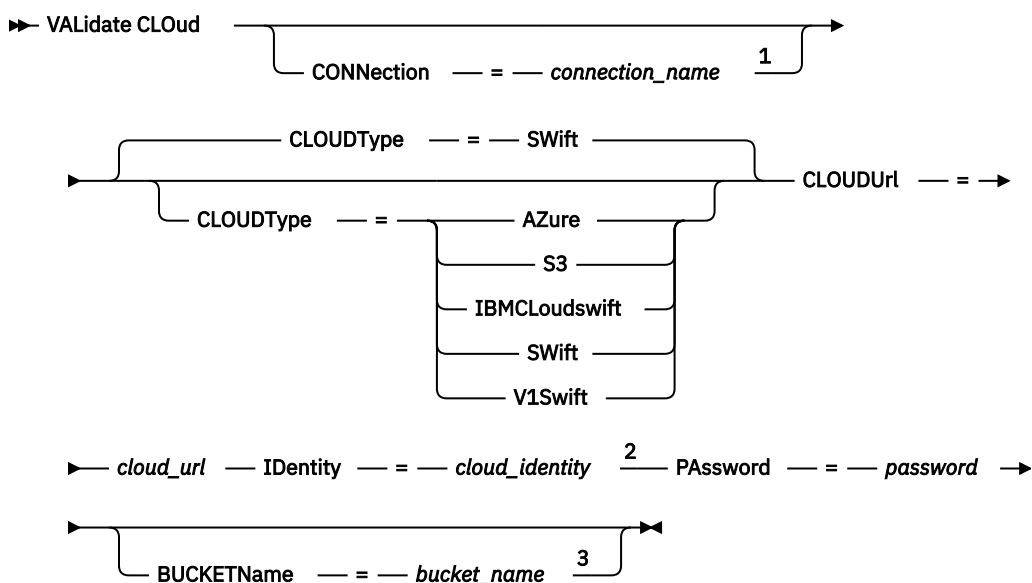 VALidate CLOud
CONNection = connection_name 1
CLOUDType = SWift
CLOUDUrl =
CLOUDType = AZure
S3
IBMCLoudswift
SWift
V1Swift
cloud_url IDentity = cloud_identity 2 PAssword = password
BUCKETName = bucket_name 3